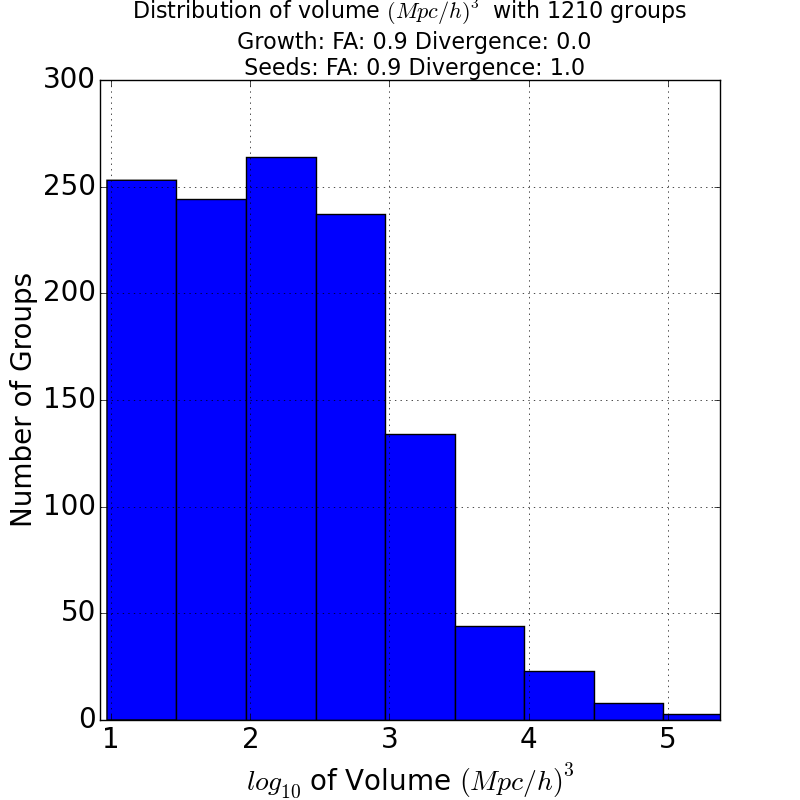 Distribution of volume (Mpc/h)³ with 1210 groups
Growth: FA: 0.9 Divergence: 0.0
Seeds: FA: 0.9 Divergence: 1.0
300
250
200
150
100
50
0
Number of Groups
1 2 3 4 5
log₁₀ of Volume (Mpc/h)³